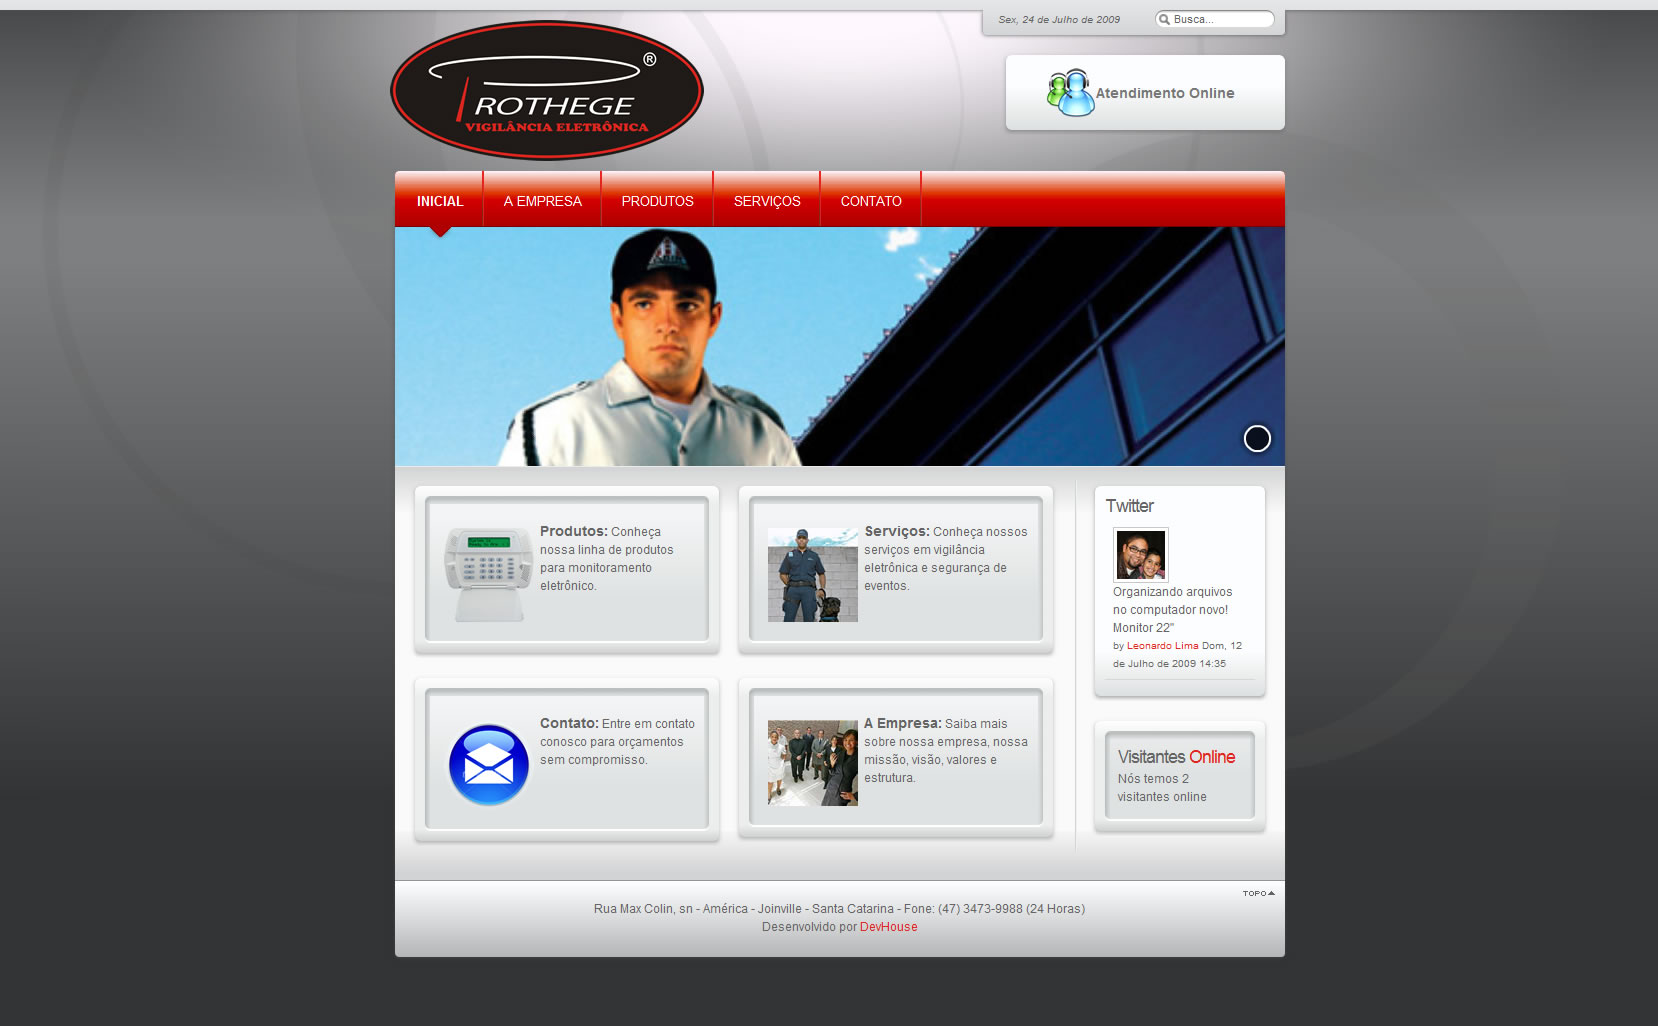 Sex, 24 de Julho de 2009
Busca...
®
ROTHEGE
VIGILÂNCIA ELETRÔNICA
Atendimento Online
INICIAL
A EMPRESA
PRODUTOS
SERVIÇOS
CONTATO
Produtos: Conheça
nossa linha de produtos
para monitoramento
eletrônico.
Serviços: Conheça nossos
serviços em vigilância
eletrônica e segurança de
eventos.
Contato: Entre em contato
conosco para orçamentos
sem compromisso.
A Empresa: Saiba mais
sobre nossa empresa, nossa
missão, visão, valores e
estrutura.
Twitter
Organizando arquivos
no computador novo!
Monitor 22"
by Leonardo Lima Dom, 12
de Julho de 2009 14:35
Visitantes Online
Nós temos 2
visitantes online
TOPO
Rua Max Colin, sn - América - Joinville - Santa Catarina - Fone: (47) 3473-9988 (24 Horas)
Desenvolvido por DevHouse